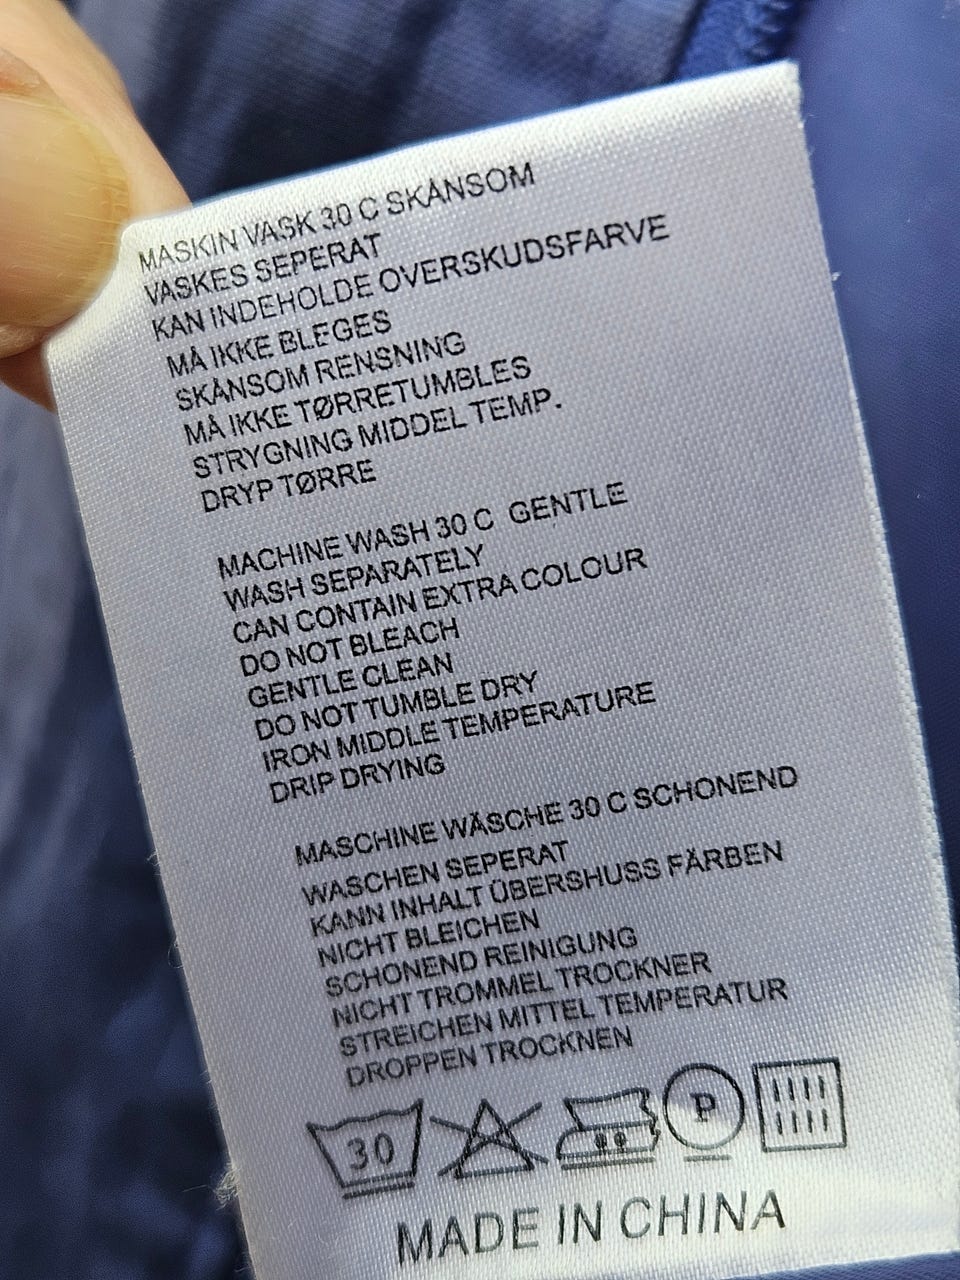 MASKIN VASK 30 C SKÅNSOM
VASKES SEPERAT
KAN INDEHOLDE OVERSKUDSFARVE
MÅ IKKE BLEGES
SKÅNSOM RENSNING
MÅ IKKE TØRRETUMBLES
STRYGNING MIDDEL TEMP.
DRYP TØRRE
MACHINE WASH 30 C GENTLE
WASH SEPARATELY
CAN CONTAIN EXTRA COLOUR
DO NOT BLEACH
GENTLE CLEAN
DO NOT TUMBLE DRY
IRON MIDDLE TEMPERATURE
DRIP DRYING
MASCHINE WÄSCHE 30 C SCHONEND
WASCHEN SEPERAT
KANN INHALT ÜBERSHUSS FÄRBEN
NICHT BLEICHEN
SCHONEND REINIGUNG
NICHT TROMMEL TROCKNER
STREICHEN MITTEL TEMPERATUR
DROPPEN TROCKNEN
30 P
MADE IN CHINA